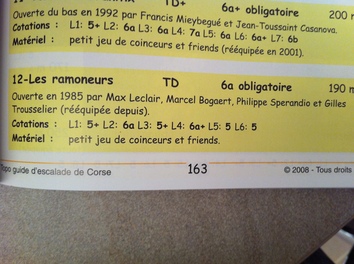 TD+ 6a+ obligatoire 200 m
Ouverte du bas en 1992 par Francis Mieybegué et Jean-Toussaint Casanova.
Cotations : L1: 5+ L2: 6a L3: 6a L4: 7a L5: 6a L6: 6a+ L7: 6b
Matériel : petit jeu de coinceurs et friends (rééquipée en 2001).
12-Les ramoneurs TD 6a obligatoire 190 m
Ouverte en 1985 par Max Leclair, Marcel Bogaert, Philippe Sperandio et Gilles
Trousselier (rééquipée depuis).
Cotations : L1: 5+ L2: 6a L3: 5+ L4: 6a+ L5: 5 L6: 5
Matériel : petit jeu de coinceurs et friends.
Topo guide d'escalade de Corse 163 © 2008 - Tous droits